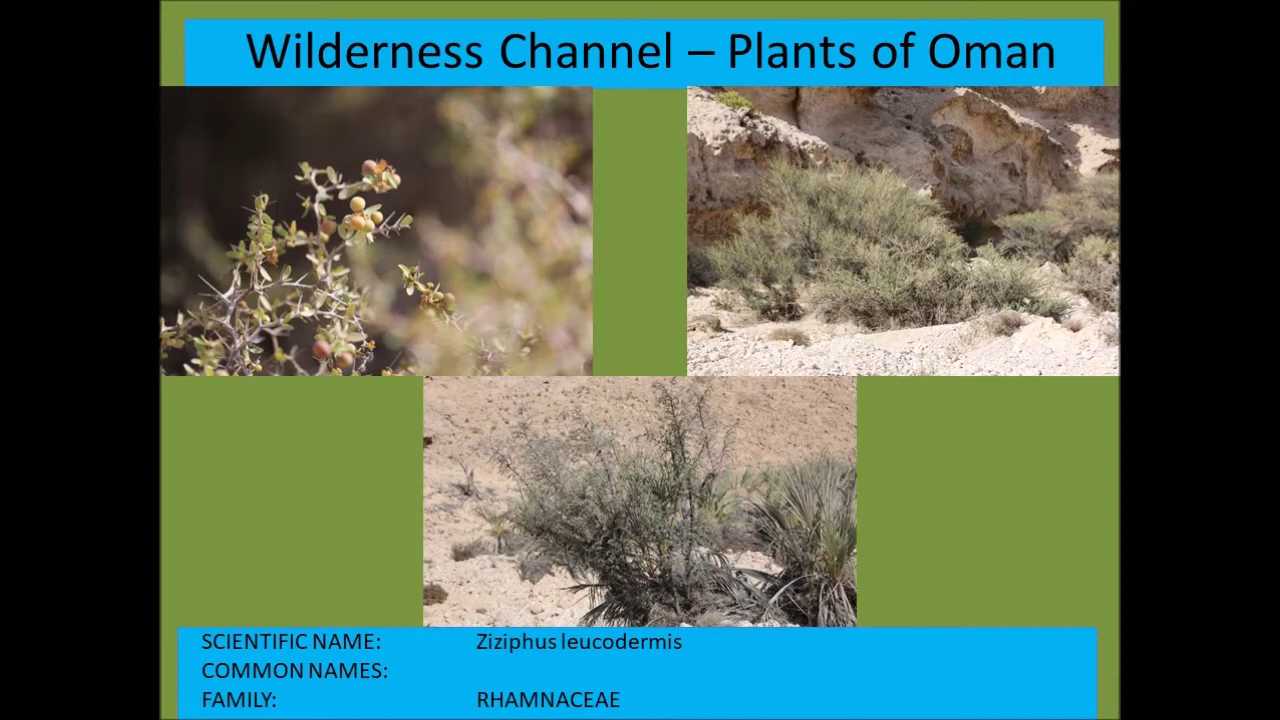 Wilderness Channel – Plants of Oman
SCIENTIFIC NAME: Ziziphus leucodermis
COMMON NAMES:
FAMILY: RHAMNACEAE